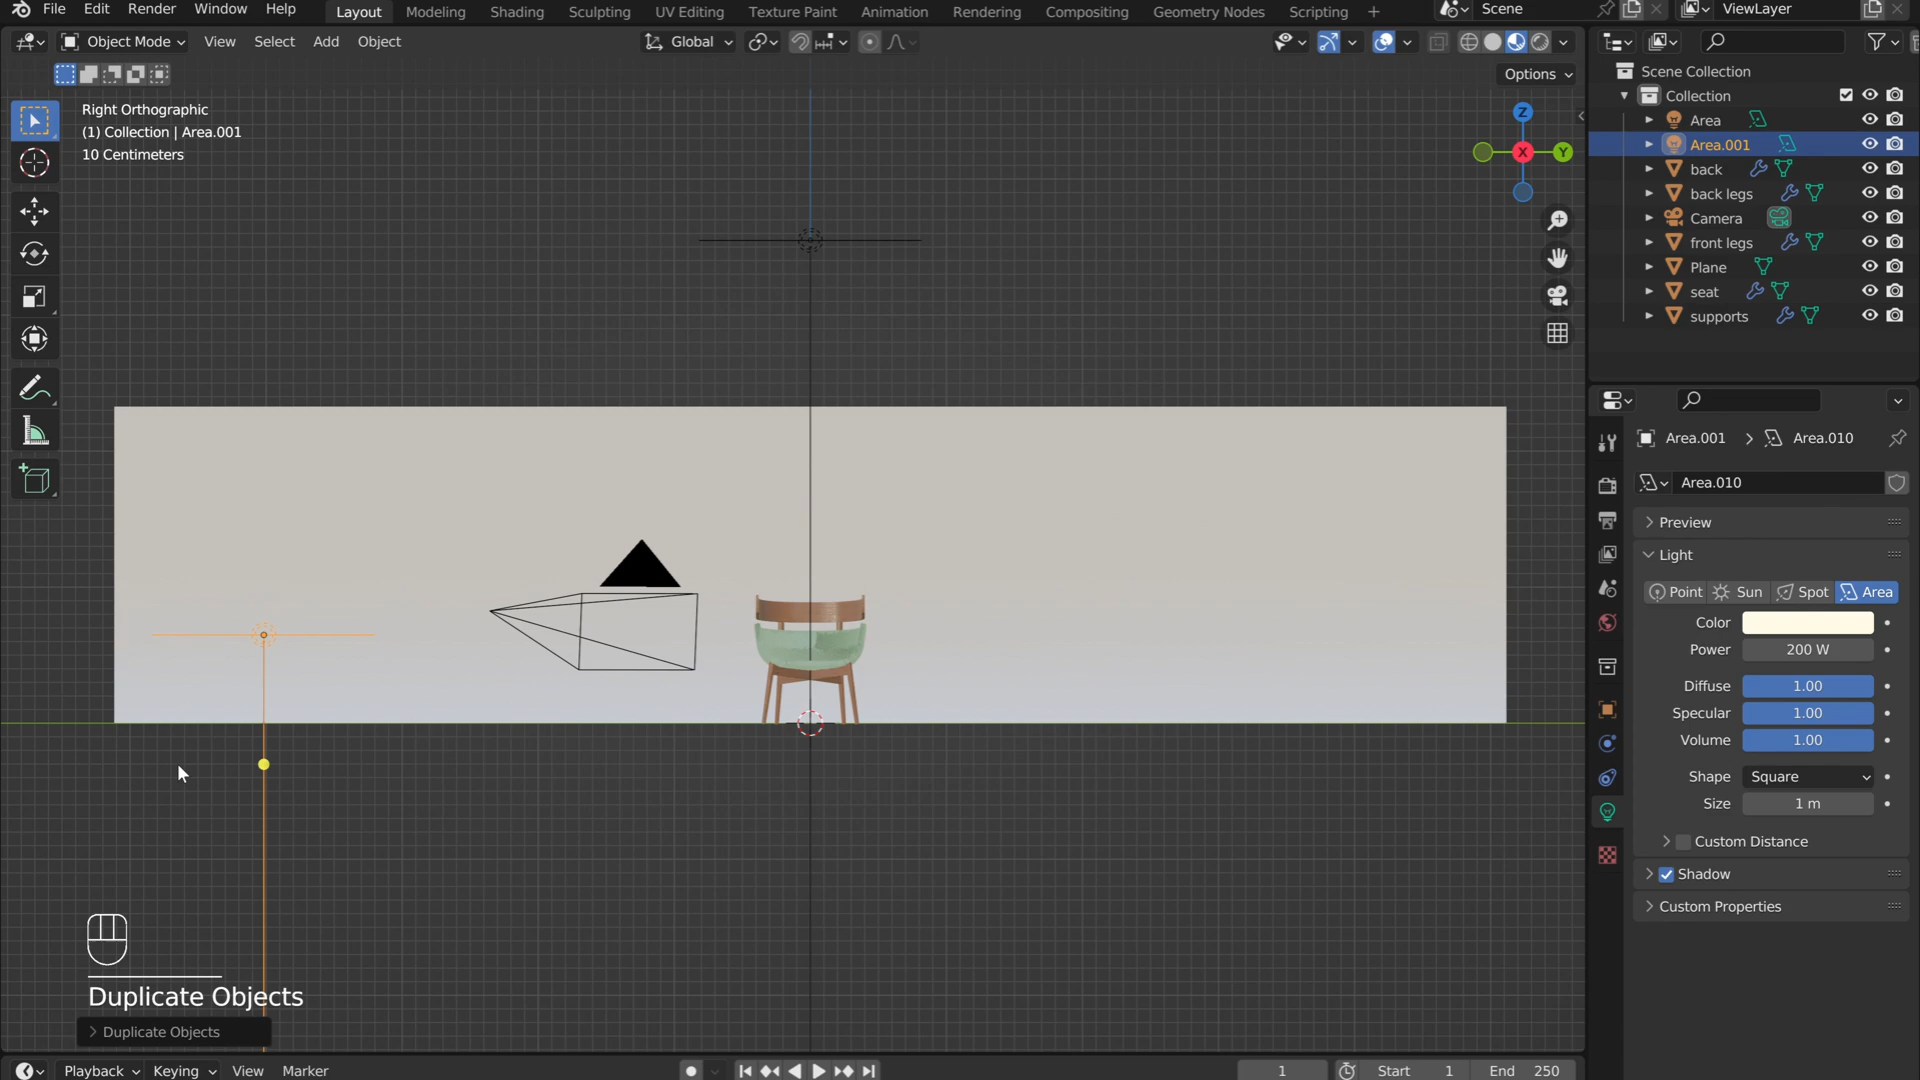 File Edit Render Window Help Layout Modeling Shading Sculpting UV Editing Texture Paint Animation Rendering Compositing Geometry Nodes Scripting + Scene ViewLayer
Object Mode View Select Add Object Global
Options
Right Orthographic
(1) Collection | Area.001
10 Centimeters
Z
X
Y
Duplicate Objects
Duplicate Objects
Playback Keying View Marker 1 Start 1 End 250
Scene Collection
Collection
Area
Area.001
back
back legs
Camera
front legs
Plane
seat
supports
Area.001 > Area.010
Area.010
Preview
Light
Point Sun Spot Area
Color
Power 200 W
Diffuse 1.00
Specular 1.00
Volume 1.00
Shape Square
Size 1 m
Custom Distance
Shadow
Custom Properties